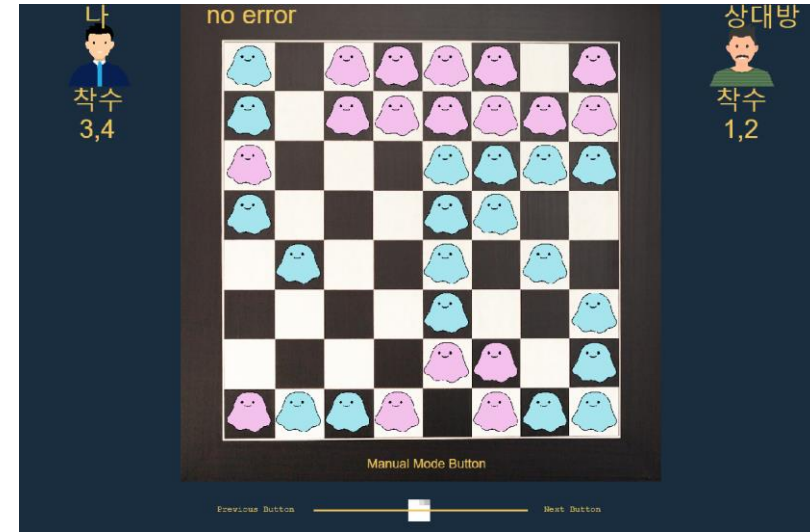 나
no error
상대방
착수
3,4
착수
1,2
Manual Mode Button
Previous Button
Next Button